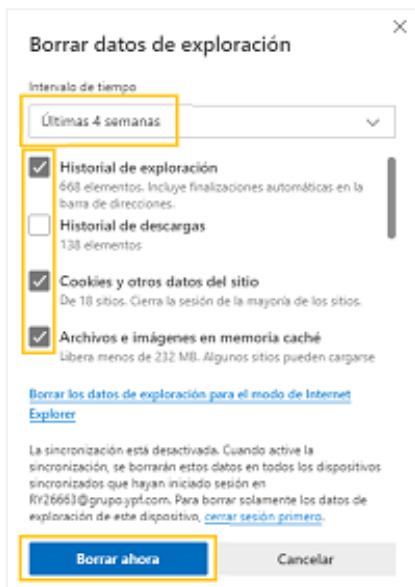 Borrar datos de exploración
Intervalo de tiempo
Últimas 4 semanas
Historial de exploración
668 elementos. Incluye finalizaciones automáticas en la
barra de direcciones.
Historial de descargas
138 elementos
Cookies y otros datos del sitio
De 18 sitios. Cierra la sesión de la mayoría de los sitios.
Archivos e imágenes en memoria caché
Libera menos de 232 MB. Algunos sitios pueden cargarse
Borrar los datos de exploración para el modo de Internet
Explorer
La sincronización está desactivada. Cuando active la
sincronización, se borrarán estos datos en todos los dispositivos
sincronizados que hayan iniciado sesión en
RY26663@grupo.ypf.com. Para borrar solamente los datos de
exploración de este dispositivo, cerrar sesión primero.
Borrar ahora
Cancelar